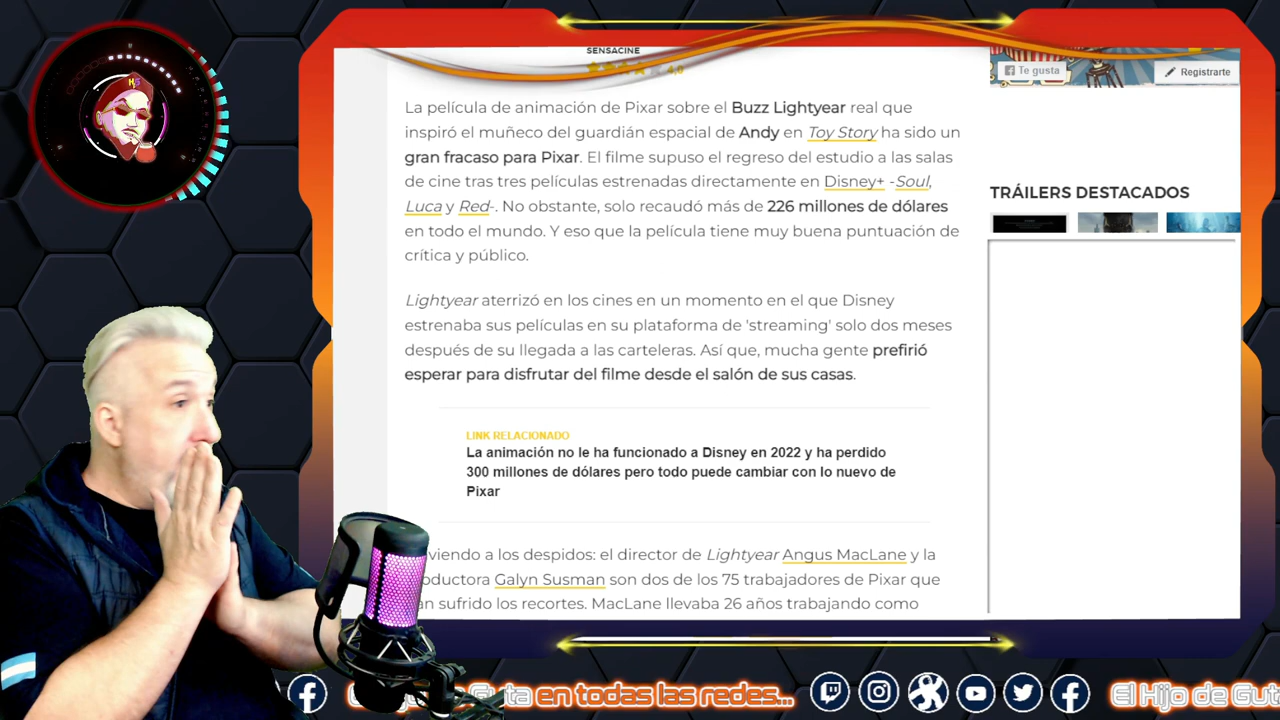 SENSACINE
4,0
La película de animación de Pixar sobre el Buzz Lightyear real que
inspiró el muñeco del guardián espacial de Andy en Toy Story ha sido un
gran fracaso para Pixar. El filme supuso el regreso del estudio a las salas
de cine tras tres películas estrenadas directamente en Disney+ -Soul,
Luca y Red-. No obstante, solo recaudó más de 226 millones de dólares
en todo el mundo. Y eso que la película tiene muy buena puntuación de
crítica y público.
Lightyear aterrizó en los cines en un momento en el que Disney
estrenaba sus películas en su plataforma de 'streaming' solo dos meses
después de su llegada a las carteleras. Así que, mucha gente prefirió
esperar para disfrutar del filme desde el salón de sus casas.
LINK RELACIONADO
La animación no le ha funcionado a Disney en 2022 y ha perdido
300 millones de dólares pero todo puede cambiar con lo nuevo de
Pixar
viendo a los despidos: el director de Lightyear Angus MacLane y la
oductora Galyn Susman son dos de los 75 trabajadores de Pixar que
an sufrido los recortes. MacLane llevaba 26 años trabajando como
Te gusta
Registrarte
TRÁILERS DESTACADOS
uta en todas las redes...
El Hijo de Gut